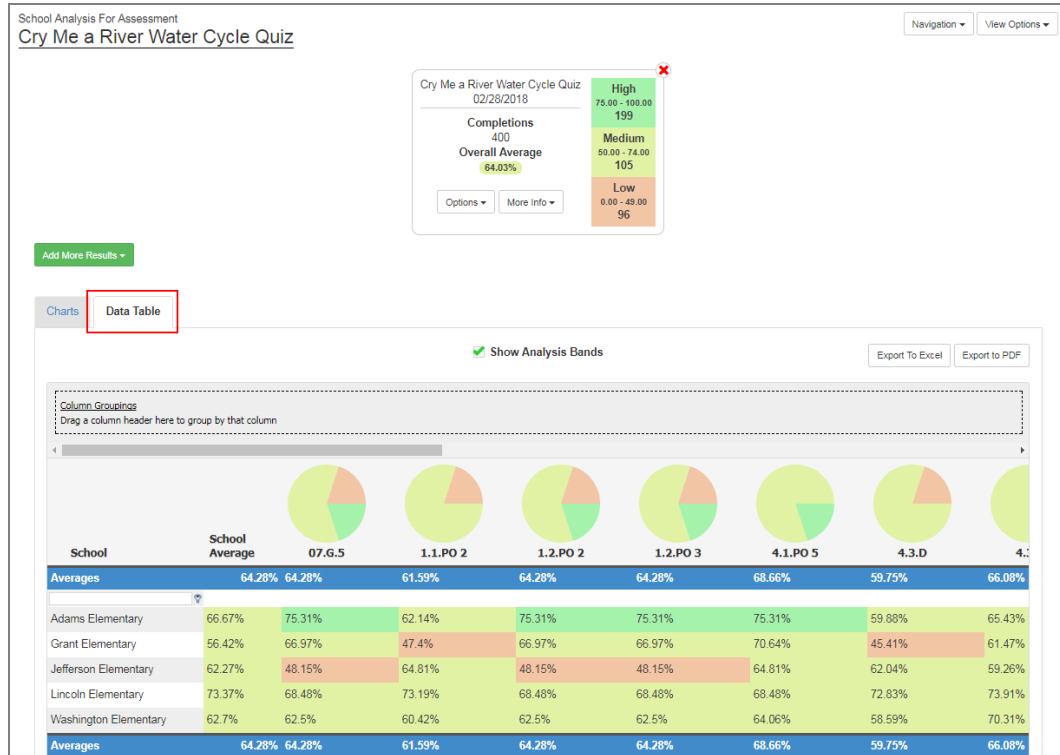 School Analysis For Assessment
Cry Me a River Water Cycle Quiz
Navigation
View Options
Cry Me a River Water Cycle Quiz
02/28/2018
Completions
400
Overall Average
64.03%
Options
More Info
High
75.00 - 100.00
199
Medium
50.00 - 74.00
105
Low
0.00 - 49.00
96
Add More Results
Charts
Data Table
Show Analysis Bands
Export To Excel
Export to PDF
Column Groupings
Drag a column header here to group by that column
School School Average 07.G.5 1.1.PO 2 1.2.PO 2 1.2.PO 3 4.1.PO 5 4.3.D
Averages 64.28% 64.28% 61.59% 64.28% 64.28% 68.66% 59.75% 66.08%
Adams Elementary 66.67% 75.31% 62.14% 75.31% 75.31% 75.31% 59.88% 65.43%
Grant Elementary 56.42% 66.97% 47.4% 66.97% 66.97% 70.64% 45.41% 61.47%
Jefferson Elementary 62.27% 48.15% 64.81% 48.15% 48.15% 64.81% 62.04% 59.26%
Lincoln Elementary 73.37% 68.48% 73.19% 68.48% 68.48% 68.48% 72.83% 73.91%
Washington Elementary 62.7% 62.5% 60.42% 62.5% 62.5% 64.06% 58.59% 70.31%
Averages 64.28% 64.28% 61.59% 64.28% 64.28% 68.66% 59.75% 66.08%